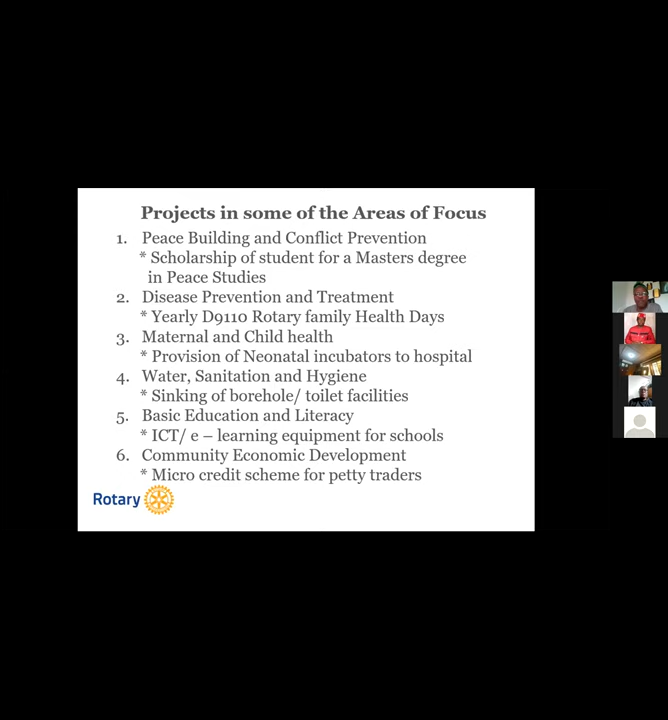 Projects in some of the Areas of Focus
1. Peace Building and Conflict Prevention
* Scholarship of student for a Masters degree
in Peace Studies
2. Disease Prevention and Treatment
* Yearly D9110 Rotary family Health Days
3. Maternal and Child health
* Provision of Neonatal incubators to hospital
4. Water, Sanitation and Hygiene
* Sinking of borehole/ toilet facilities
5. Basic Education and Literacy
* ICT/ e – learning equipment for schools
6. Community Economic Development
* Micro credit scheme for petty traders
Rotary